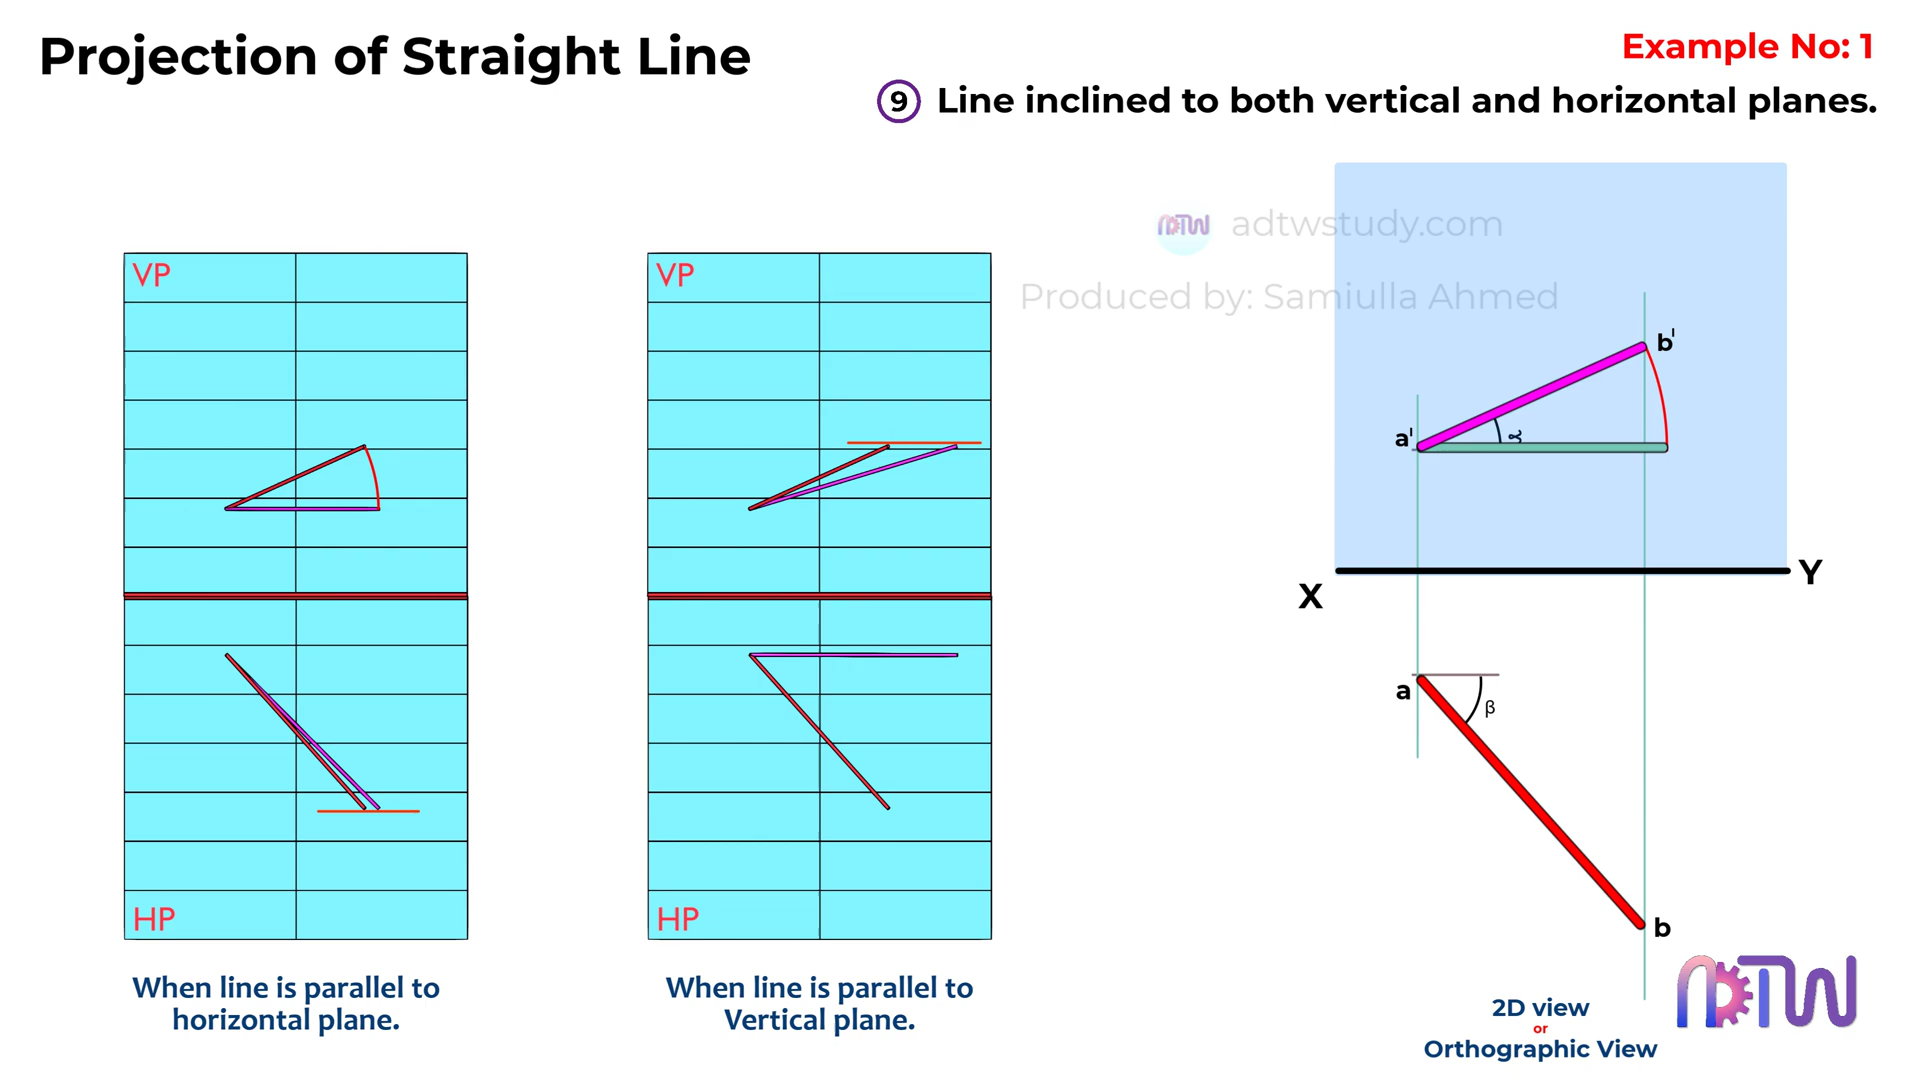 Projection of Straight Line
Example No: 1
9 Line inclined to both vertical and horizontal planes.
adtwstudy.com
Produced by: Samiulla Ahmed
VP
VP
b'
a'
∝
X
Y
a
β
b
HP
HP
When line is parallel to
horizontal plane.
When line is parallel to
Vertical plane.
2D view
or
Orthographic View
ADTW